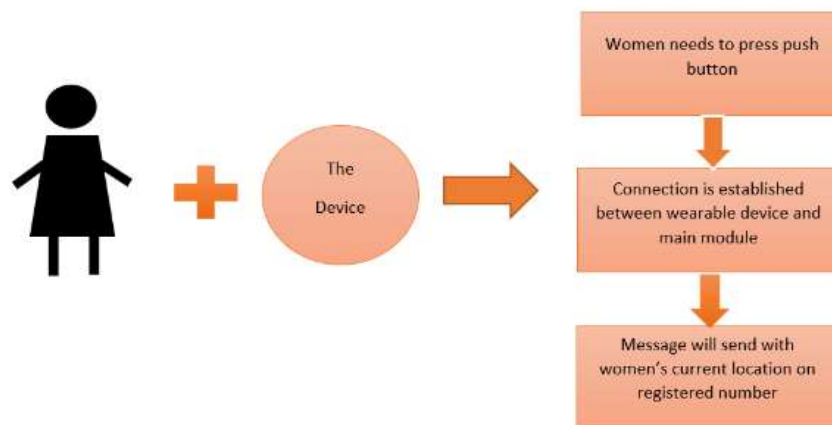 The
Device
Women needs to press push
button
Connection is established
between wearable device and
main module
Message will send with
women's current location on
registered number